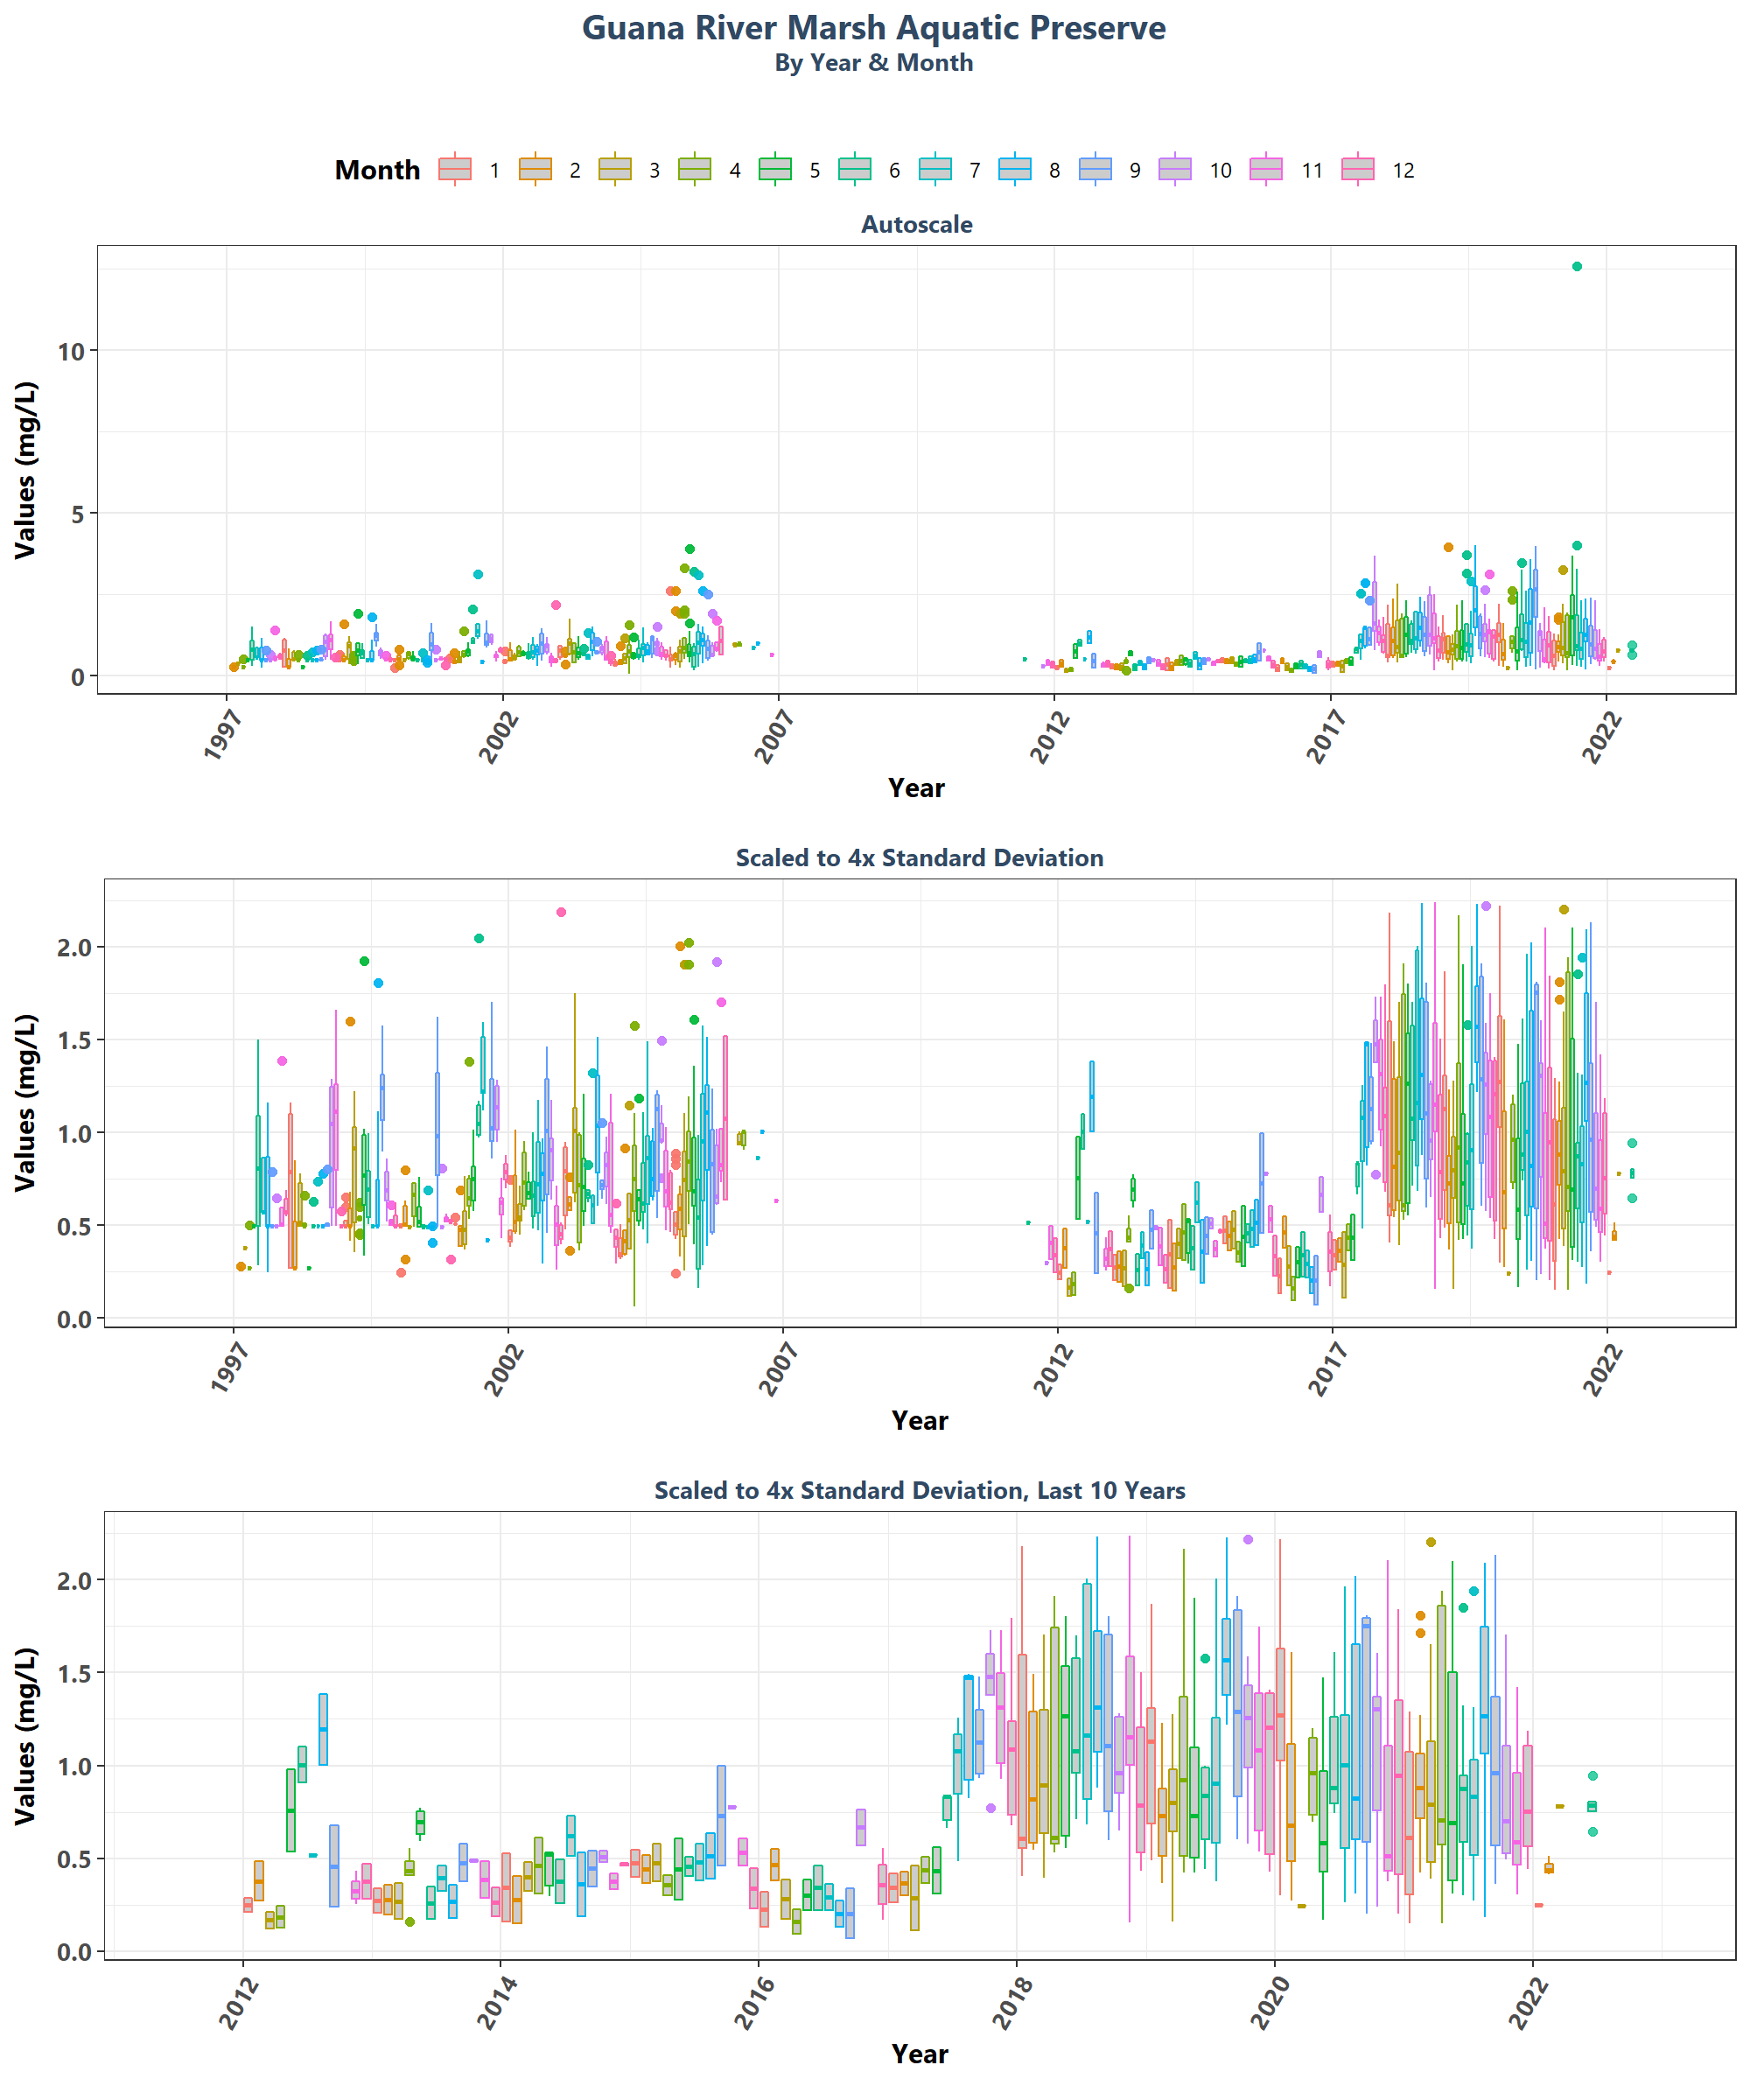 Guana River Marsh Aquatic Preserve
By Year & Month
Month 1 2 3 4 5 6 7 8 9 10 11 12
Autoscale
Values (mg/L)
10
5
0
1997 2002 2007 2012 2017 2022
Year
Scaled to 4x Standard Deviation
Values (mg/L)
2.0
1.5
1.0
0.5
0.0
1997 2002 2007 2012 2017 2022
Year
Scaled to 4x Standard Deviation, Last 10 Years
Values (mg/L)
2.0
1.5
1.0
0.5
0.0
2012 2014 2016 2018 2020 2022
Year